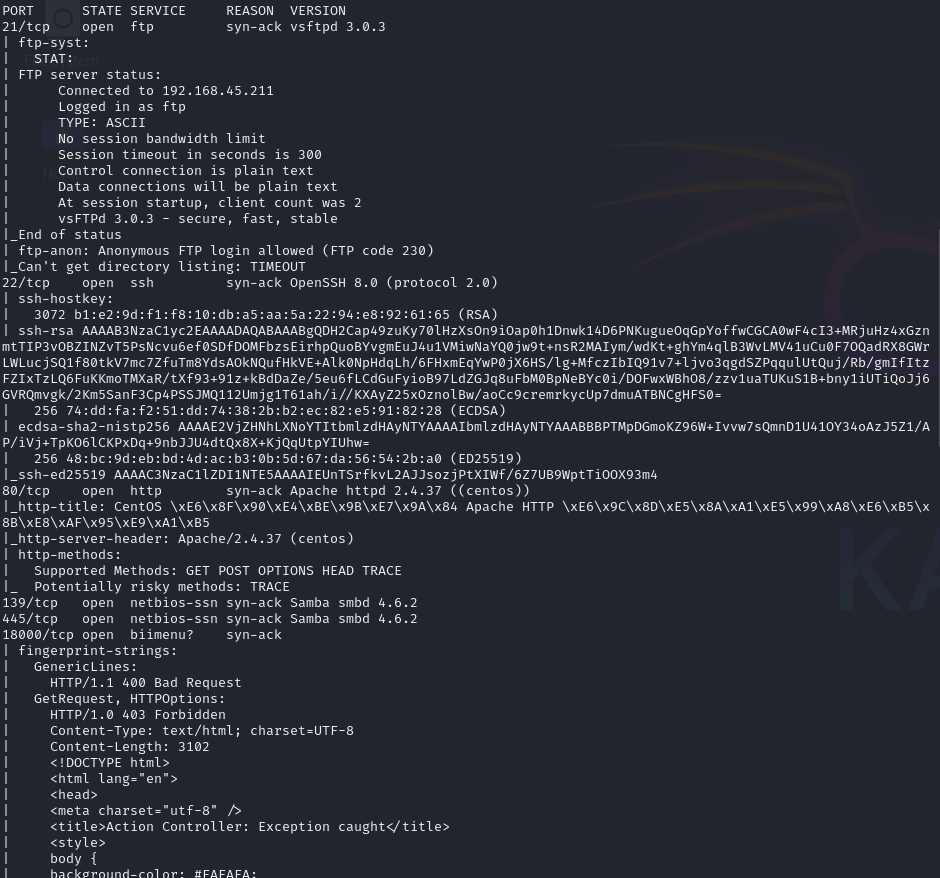 PORT      STATE SERVICE     REASON  VERSION
21/tcp    open  ftp         syn-ack vsftpd 3.0.3
| ftp-syst:
|   STAT:
| FTP server status:
|      Connected to 192.168.45.211
|      Logged in as ftp
|      TYPE: ASCII
|      No session bandwidth limit
|      Session timeout in seconds is 300
|      Control connection is plain text
|      Data connections will be plain text
|      At session startup, client count was 2
|      vsFTPd 3.0.3 - secure, fast, stable
|_End of status
| ftp-anon: Anonymous FTP login allowed (FTP code 230)
|_Can't get directory listing: TIMEOUT
22/tcp    open  ssh         syn-ack OpenSSH 8.0 (protocol 2.0)
| ssh-hostkey:
|   3072 b1:e2:9d:f1:f8:10:db:a5:aa:5a:22:94:e8:92:61:65 (RSA)
| ssh-rsa AAAAB3NzaC1yc2EAAAADAQABAAABgQDH2Cap49zuKy70lHzXsOn9iOap0h1Dnwk14D6PNKugueOqGpYoffwCGCA0wF4cI3+MRjuHz4xGzn
mtTIP3vOBZINZvT5PsNcvu6ef0SDfDOMFbzsEirhpQuoBYvgmEuJ4u1VMiwNaYQ0jw9t+nsR2MAIym/wdKt+ghYm4qlB3WvLMV41uCu0F7OQadRX8GWr
LWLucjSQ1f80tkV7mc7ZfuTm8YdsAOkNQufHkVE+Alk0NpHdqLh/6FHxmEqYwP0jX6HS/lg+MfczIbIQ91v7+ljvo3qgdSZPqqulUtQuj/Rb/gmIfItz
FZIxTzLQ6FuKKmoTMXaR/tXf93+91z+kBdDaZe/5eu6fLCdGuFyioB97LdZGJq8uFbM0BpNeBYc0i/DOFwxWBhO8/zzv1uaTUKuS1B+bny1iUTiQoJj6
GVRQmvgk/2Km5SanF3Cp4PSSJMQ112Umjg1T61ah/i//KXAyZ25xOznolBw/aoCc9cremrkycUp7dmuATBNCgHFS0=
|   256 74:dd:fa:f2:51:dd:74:38:2b:b2:ec:82:e5:91:82:28 (ECDSA)
| ecdsa-sha2-nistp256 AAAAE2VjZHNhLXNoYTItbmlzdHAyNTYAAAAIbmlzdHAyNTYAAABBBPTMpDGmoKZ96W+Ivvw7sQmnD1U41OY34oAzJ5Z1/A
P/iVj+TpKO6lCKPxDq+9nbJJU4dtQx8X+KjQqUtpYIUhw=
|   256 48:bc:9d:eb:bd:4d:ac:b3:0b:5d:67:da:56:54:2b:a0 (ED25519)
|_ssh-ed25519 AAAAC3NzaC1lZDI1NTE5AAAAIEUnTSrfkvL2AJJsozjPtXIWf/6Z7UB9WptTiOOX93m4
80/tcp    open  http        syn-ack Apache httpd 2.4.37 ((centos))
|_http-title: CentOS \xE6\x8F\x90\xE4\xBE\x9B\xE7\x9A\x84 Apache HTTP \xE6\x9C\x8D\xE5\x8A\xA1\xE5\x99\xA8\xE6\xB5\x
8B\xE8\xAF\x95\xE9\xA1\xB5
|_http-server-header: Apache/2.4.37 (centos)
| http-methods:
|   Supported Methods: GET POST OPTIONS HEAD TRACE
|_  Potentially risky methods: TRACE
139/tcp   open  netbios-ssn syn-ack Samba smbd 4.6.2
445/tcp   open  netbios-ssn syn-ack Samba smbd 4.6.2
18000/tcp open  biimenu?    syn-ack
| fingerprint-strings:
|   GenericLines:
|     HTTP/1.1 400 Bad Request
|   GetRequest, HTTPOptions:
|     HTTP/1.0 403 Forbidden
|     Content-Type: text/html; charset=UTF-8
|     Content-Length: 3102
|     <!DOCTYPE html>
|     <html lang="en">
|     <head>
|     <meta charset="utf-8" />
|     <title>Action Controller: Exception caught</title>
|     <style>
|     body {
|     background-color: #FAFAFA;
KA